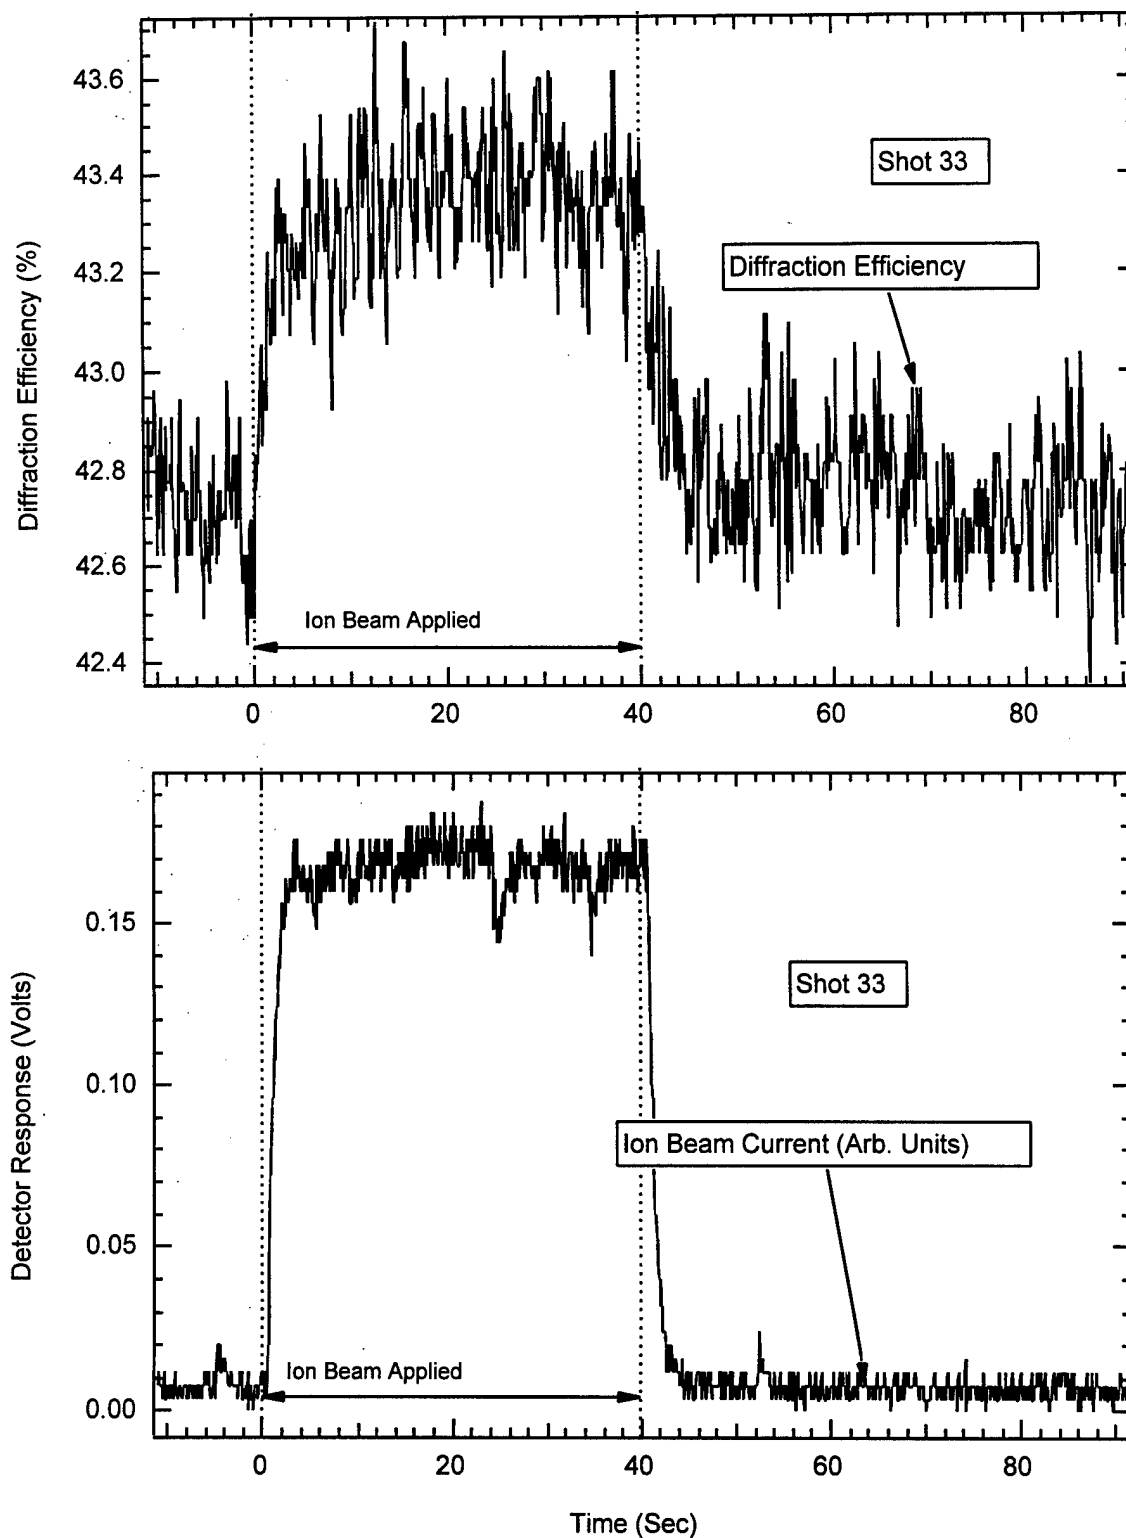 43.6
43.4
43.2
43.0
42.8
42.6
42.4
Diffraction Efficiency (%)
Shot 33
Diffraction Efficiency
Ion Beam Applied
0
20
40
60
80
0.15
0.10
0.05
0.00
Detector Response (Volts)
Shot 33
Ion Beam Current (Arb. Units)
Ion Beam Applied
0
20
40
60
80
Time (Sec)